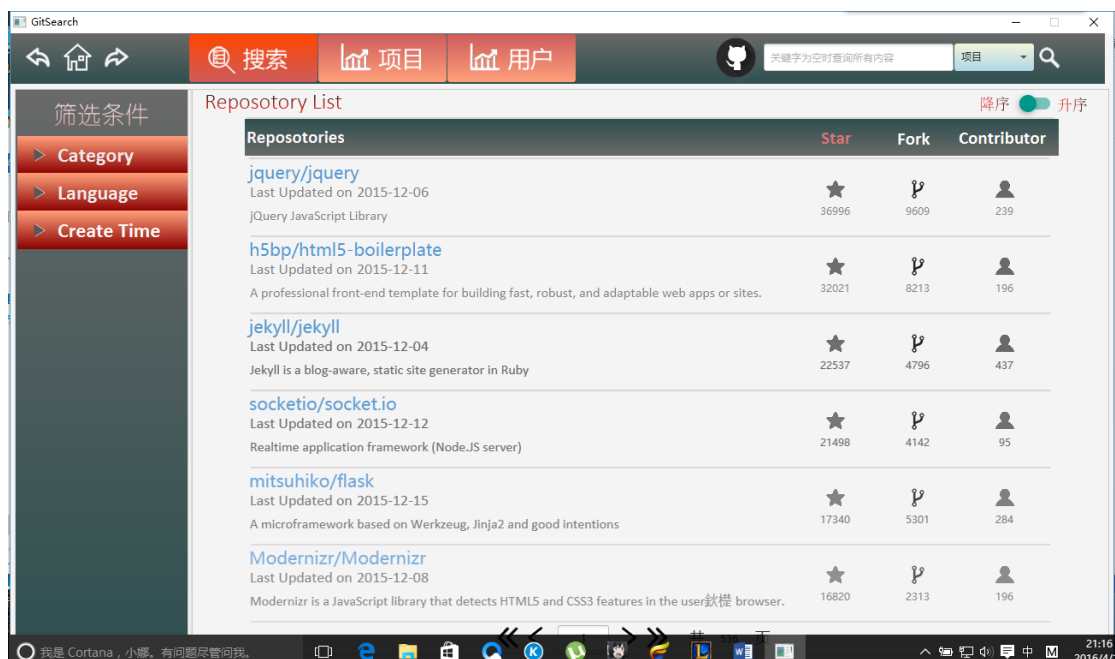 GitSearch
搜索 项目 用户 关键字为空时查询所有内容 项目
筛选条件
Category
Language
Create Time
Reposotory List 降序 升序
Reposotories Star Fork Contributor
jquery/jquery
Last Updated on 2015-12-06
jQuery JavaScript Library
36996 9609 239
h5bp/html5-boilerplate
Last Updated on 2015-12-11
A professional front-end template for building fast, robust, and adaptable web apps or sites.
32021 8213 196
jekyll/jekyll
Last Updated on 2015-12-04
Jekyll is a blog-aware, static site generator in Ruby
22537 4796 437
socketio/socket.io
Last Updated on 2015-12-12
Realtime application framework (Node.JS server)
21498 4142 95
mitsuhiko/flask
Last Updated on 2015-12-15
A microframework based on Werkzeug, Jinja2 and good intentions
17340 5301 284
Modernizr/Modernizr
Last Updated on 2015-12-08
Modernizr is a JavaScript library that detects HTML5 and CSS3 features in the user鈥檚 browser.
16820 2313 196
我是 Cortana，小娜。有问题尽管问我。
中 M 21:16